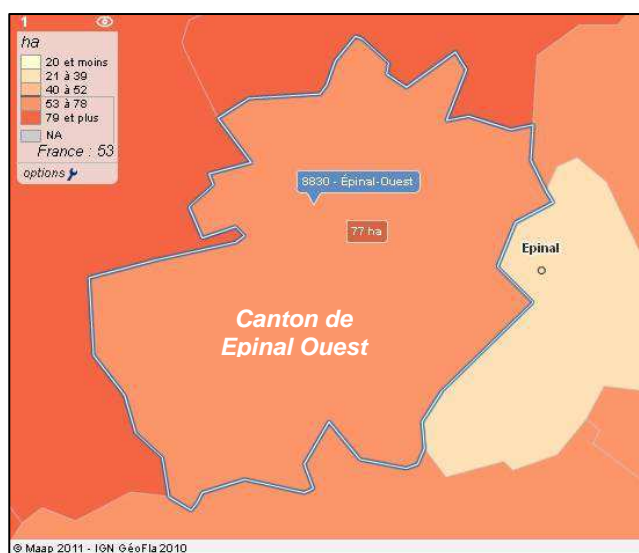 1
ha
20 et moins
21 à 39
40 à 52
53 à 78
79 et plus
NA
France : 53
options
8830 - Épinal-Ouest
77 ha
Epinal
Canton de
Epinal Ouest
© Maap 2011 - IGN GéoFla 2010